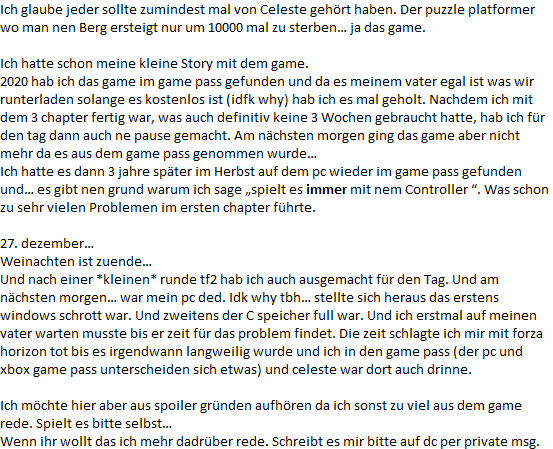 Ich glaube jeder sollte zumindest mal von Celeste gehört haben. Der puzzle platformer
wo man nen Berg ersteigt nur um 10000 mal zu sterben… ja das game.
Ich hatte schon meine kleine Story mit dem game.
2020 hab ich das game im game pass gefunden und da es meinem vater egal ist was wir
runterladen solange es kostenlos ist (idfk why) hab ich es mal geholt. Nachdem ich mit
dem 3 chapter fertig war, was auch definitiv keine 3 Wochen gebraucht hatte, hab ich für
den tag dann auch ne pause gemacht. Am nächsten morgen ging das game aber nicht
mehr da es aus dem game pass genommen wurde…
Ich hatte es dann 3 jahre später im Herbst auf dem pc wieder im game pass gefunden
und… es gibt nen grund warum ich sage „spielt es immer mit nem Controller “. Was schon
zu sehr vielen Problemen im ersten chapter führte.
27. dezember…
Weinachten ist zuende…
Und nach einer *kleinen* runde tf2 hab ich auch ausgemacht für den Tag. Und am
nächsten morgen… war mein pc ded. Idk why tbh… stellte sich heraus das erstens
windows schrott war. Und zweitens der C speicher full war. Und ich erstmal auf meinen
vater warten musste bis er zeit für das problem findet. Die zeit schlagte ich mir mit forza
horizon tot bis es irgendwann langweilig wurde und ich in den game pass (der pc und
xbox game pass unterscheiden sich etwas) und celeste war dort auch drinne.
Ich möchte hier aber aus spoiler gründen aufhören da ich sonst zu viel aus dem game
rede. Spielt es bitte selbst…
Wenn ihr wollt das ich mehr dadrüber rede. Schreibt es mir bitte auf dc per private msg.